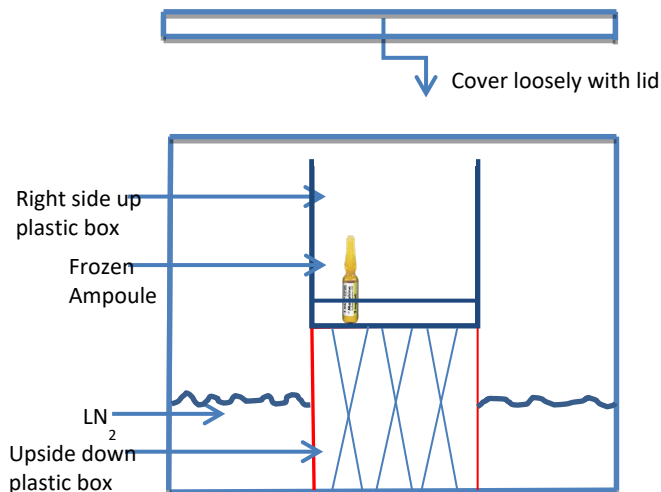 Cover loosely with lid
Right side up
plastic box
Frozen
Ampoule
LN
2
Upside down
plastic box